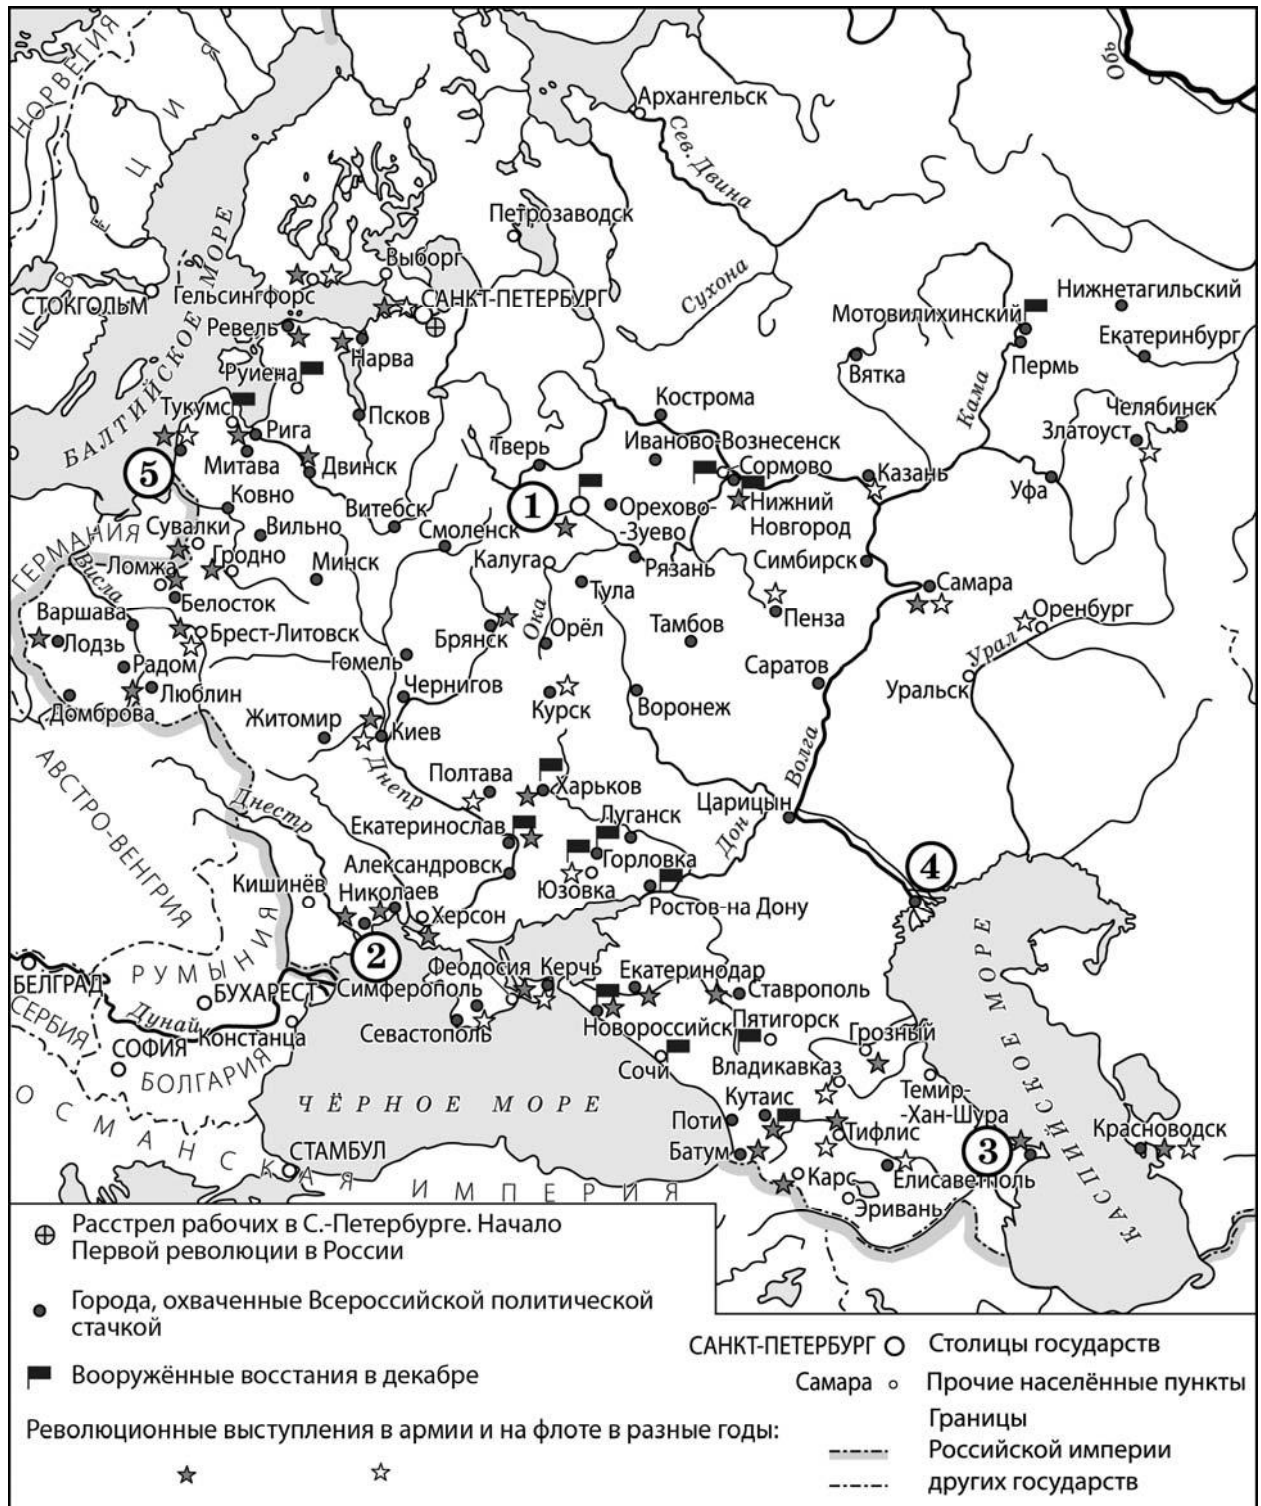 НОРВЕГИЯ
ШВЕЦИЯ
Обь
Архангельск
Сев. Двина
Петрозаводск
Выборг
Сухона
СТОКГОЛЬМ
БАЛТИЙСКОЕ МОРЕ
Гельсингфорс
САНКТ-ПЕТЕРБУРГ
Ревель
Нарва
Руиена
Мотовилихинский
Нижнетагильский
Екатеринбург
Пермь
Вятка
Кама
Тукумс
Рига
Псков
Кострома
Челябинск
Златоуст
Митава
Двинск
Тверь
Иваново-Вознесенск
Сормово
Казань
Уфа
5
Ковно
1
Орехово-
-Зуево
Нижний
Новгород
Витебск
Смоленск
Сувалки
Вильно
ГЕРМАНИЯ
Висла
Ломжа
Гродно
Минск
Калуга
Рязань
Симбирск
Белосток
Тула
Самара
Варшава
Пенза
Оренбург
Лодзь
Брест-Литовск
Брянск
Ока
Орёл
Тамбов
Урал
Радом
Гомель
Саратов
Уральск
Люблин
Чернигов
Домброва
Курск
Воронеж
Житомир
Киев
Волга
АВСТРО-ВЕНГРИЯ
Днепр
Днестр
Полтава
Харьков
Царицын
Екатеринослав
Луганск
Дон
Александровск
Горловка
4
Кишинёв
Юзовка
Николаев
Херсон
Ростов-на Дону
РУМЫНИЯ
2
БЕЛГРАД
БУХАРЕСТ
Симферополь
Феодосия
Керчь
Екатеринодар
Ставрополь
СЕРБИЯ
Дунай
Констанца
Севастополь
Новороссийск
Пятигорск
Грозный
СОФИЯ
БОЛГАРИЯ
Сочи
Владикавказ
Темир-
-Хан-Шура
ЧЁРНОЕ МОРЕ
КАСПИЙСКОЕ МОРЕ
Кутаис
Поти
Тифлис
3
Красноводск
СТАМБУЛ
Батум
Карс
Елисаветполь
ОСМАНСКАЯ ИМПЕРИЯ
Эривань
Расстрел рабочих в С.-Петербурге. Начало
Первой революции в России
Города, охваченные Всероссийской политической
стачкой
Вооружённые восстания в декабре
Революционные выступления в армии и на флоте в разные годы:
САНКТ-ПЕТЕРБУРГ Столицы государств
Самара Прочие населённые пункты
Границы
Российской империи
других государств